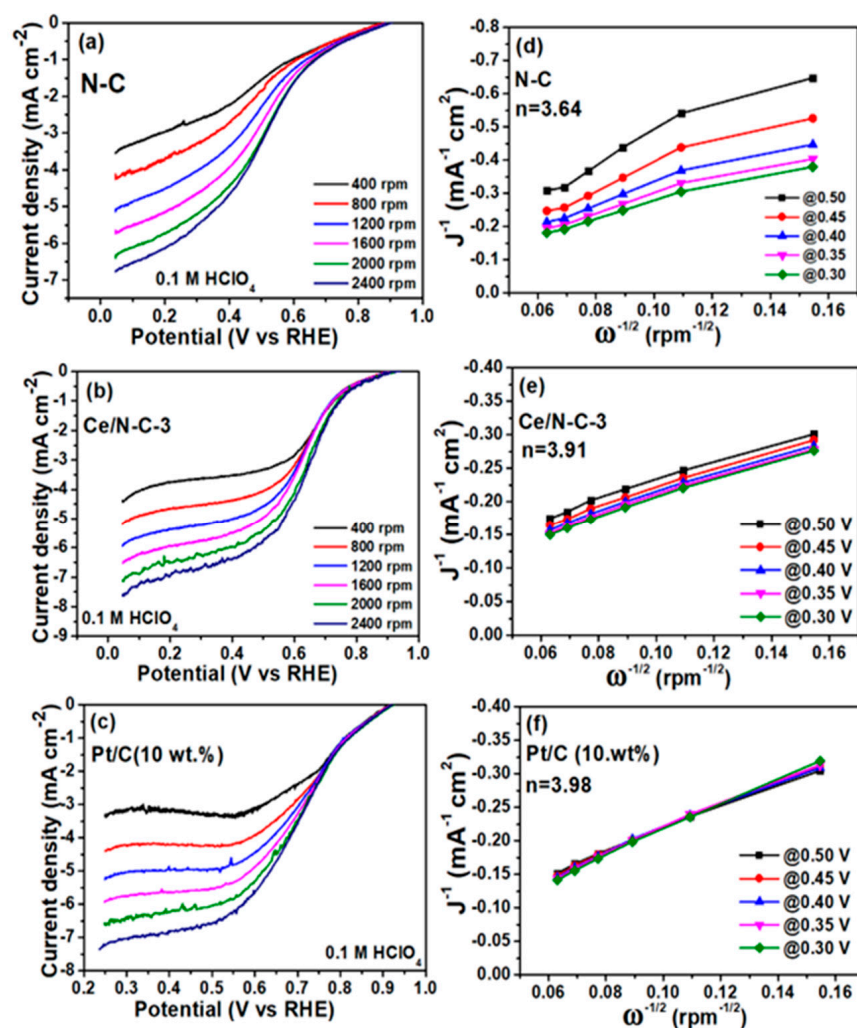 (a)
N-C
0
-1
-2
-3
-4
-5
-6
-7
Current density (mA cm⁻²)
400 rpm
800 rpm
1200 rpm
1600 rpm
2000 rpm
2400 rpm
0.1 M HClO₄
0.0 0.2 0.4 0.6 0.8 1.0
Potential (V vs RHE)
(d)
N-C
n=3.64
-0.8
-0.7
-0.6
-0.5
-0.4
-0.3
-0.2
-0.1
0.0
J⁻¹ (mA⁻¹ cm²)
@0.50
@0.45
@0.40
@0.35
@0.30
0.06 0.08 0.10 0.12 0.14 0.16
ω⁻¹/² (rpm⁻¹/²)
(b)
Ce/N-C-3
0
-1
-2
-3
-4
-5
-6
-7
-8
-9
Current density (mA cm⁻²)
400 rpm
800 rpm
1200 rpm
1600 rpm
2000 rpm
2400 rpm
0.1 M HClO₄
0.0 0.2 0.4 0.6 0.8 1.0
Potential (V vs RHE)
(e)
Ce/N-C-3
n=3.91
-0.40
-0.35
-0.30
-0.25
-0.20
-0.15
-0.10
-0.05
0.00
J⁻¹ (mA⁻¹ cm²)
@0.50 V
@0.45 V
@0.40 V
@0.35 V
@0.30 V
0.06 0.08 0.10 0.12 0.14 0.16
ω⁻¹/² (rpm⁻¹/²)
(c)
Pt/C(10 wt.%)
0
-1
-2
-3
-4
-5
-6
-7
-8
Current density (mA cm⁻²)
0.1 M HClO₄
0.2 0.3 0.4 0.5 0.6 0.7 0.8 0.9 1.0
Potential (V vs RHE)
(f)
Pt/C (10.wt%)
n=3.98
-0.40
-0.35
-0.30
-0.25
-0.20
-0.15
-0.10
-0.05
0.00
J⁻¹ (mA⁻¹ cm²)
@0.50 V
@0.45 V
@0.40 V
@0.35 V
@0.30 V
0.06 0.08 0.10 0.12 0.14 0.16
ω⁻¹/² (rpm⁻¹/²)